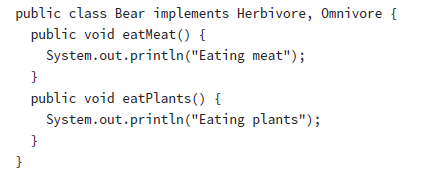 public class Bear implements Herbivore, Omnivore {
  public void eatMeat() {
    System.out.println("Eating meat");
  }
  public void eatPlants() {
    System.out.println("Eating plants");
  }
}